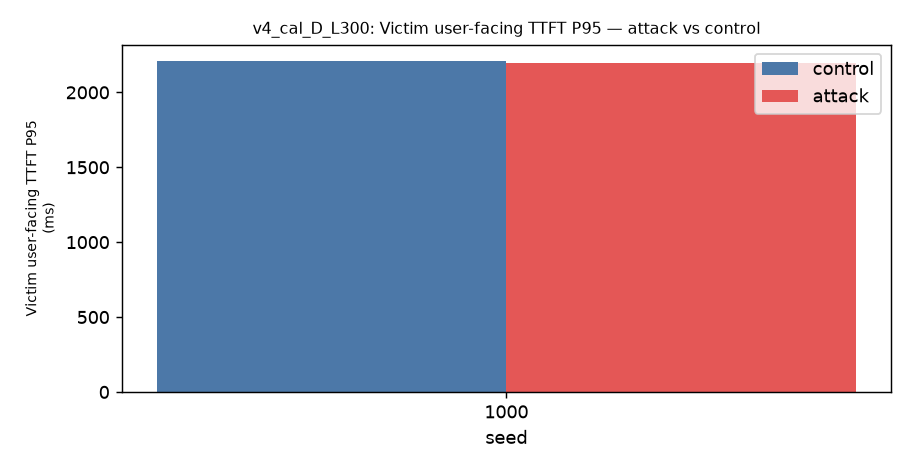 v4_cal_D_L300: Victim user-facing TTFT P95 — attack vs control
Victim user-facing TTFT P95
(ms)
2000
1500
1000
500
0
control
attack
1000
seed